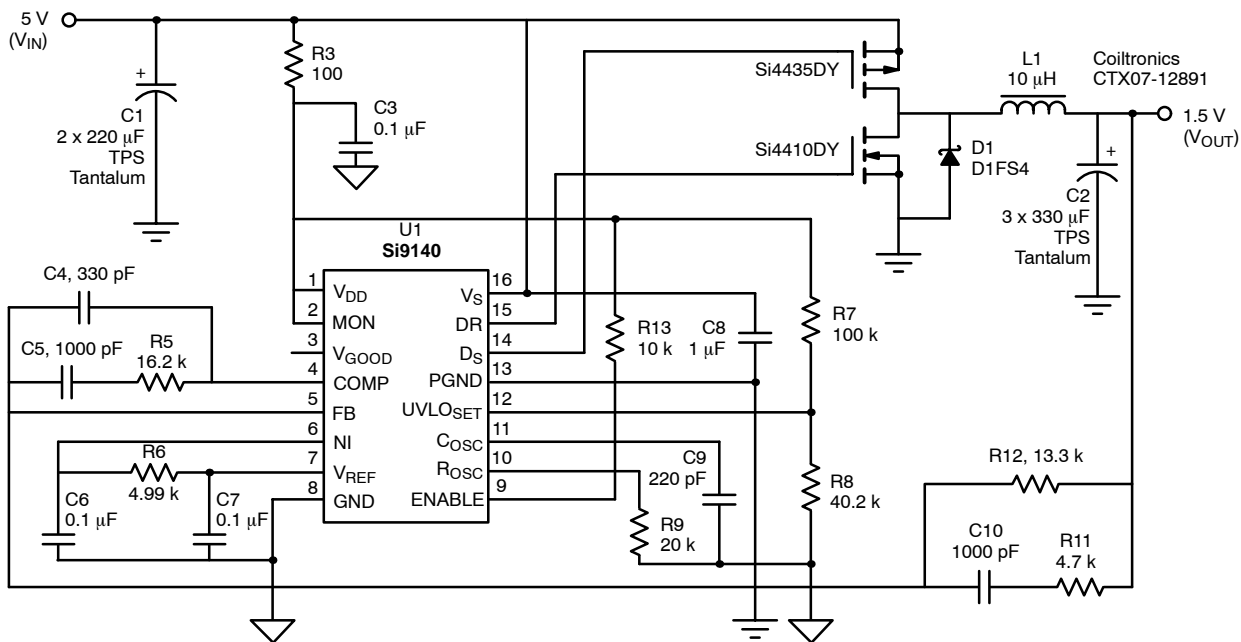 5 V
(VIN)
R3
100
C3
0.1 μF
+
C1
2 x 220 μF
TPS
Tantalum
Si4435DY
Si4410DY
L1
10 μH
Coiltronics
CTX07-12891
1.5 V
(VOUT)
D1
D1FS4
+
C2
3 x 330 μF
TPS
Tantalum
U1
Si9140
C4, 330 pF
C5, 1000 pF
R5
16.2 k
1
VDD
2
MON
3
VGOOD
4
COMP
5
FB
6
NI
7
VREF
8
GND
16
VS
15
DR
14
DS
13
PGND
12
UVLOSET
11
COSC
10
ROSC
9
ENABLE
R6
4.99 k
C6
0.1 μF
C7
0.1 μF
R13
10 k
C8
1 μF
R7
100 k
C9
220 pF
R9
20 k
R8
40.2 k
R12, 13.3 k
C10
1000 pF
R11
4.7 k